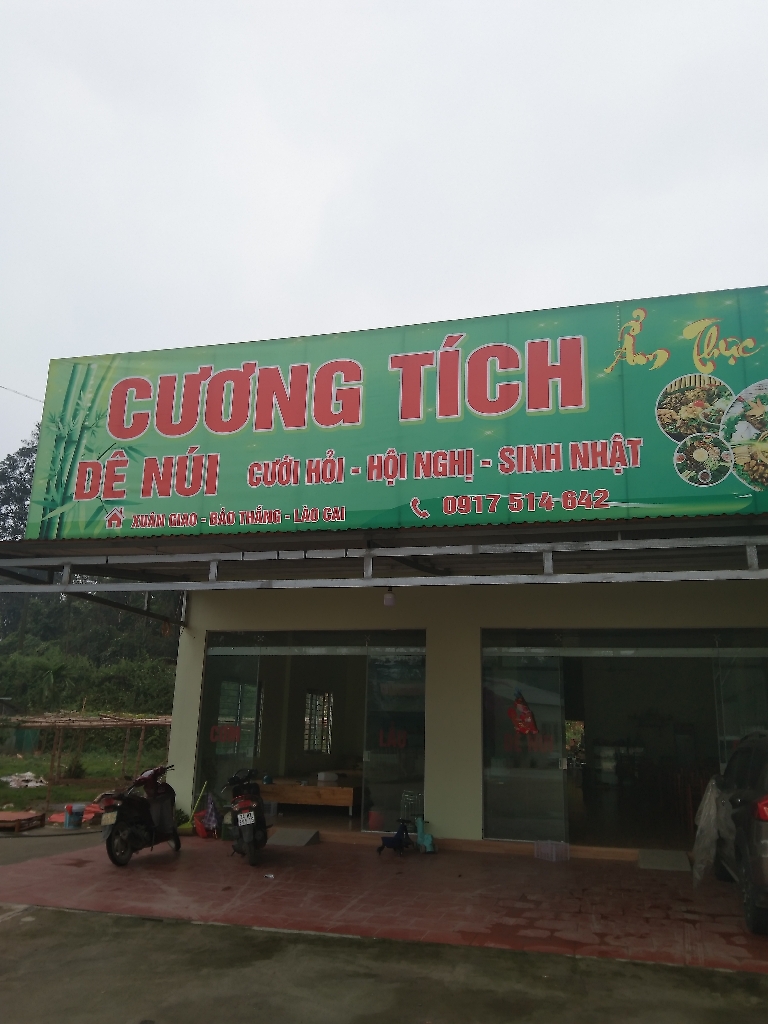 Ẩm Thực
CƯƠNG TÍCH
DÊ NÚI
CƯỚI HỎI - HỘI NGHỊ - SINH NHẬT
XUÂN GIAO - BẢO THẮNG - LÀO CAI
0917 514 642